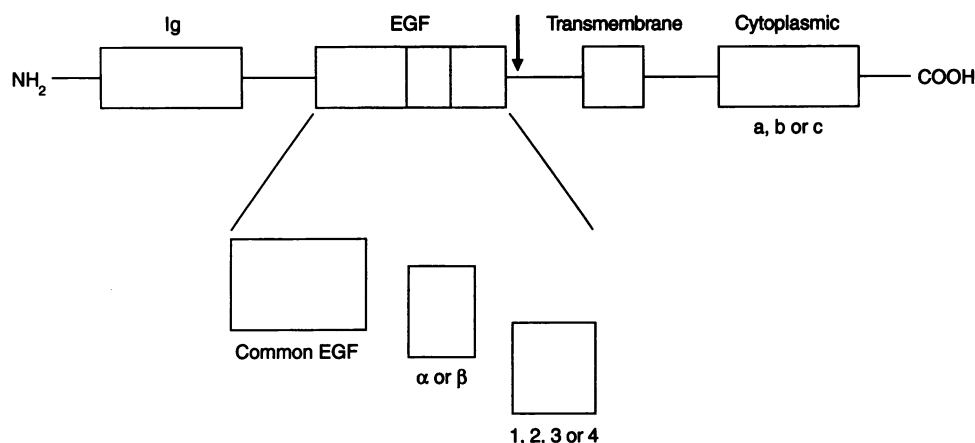 Ig EGF Transmembrane Cytoplasmic
NH2 COOH
a, b or c
Common EGF
α or β
1, 2, 3 or 4